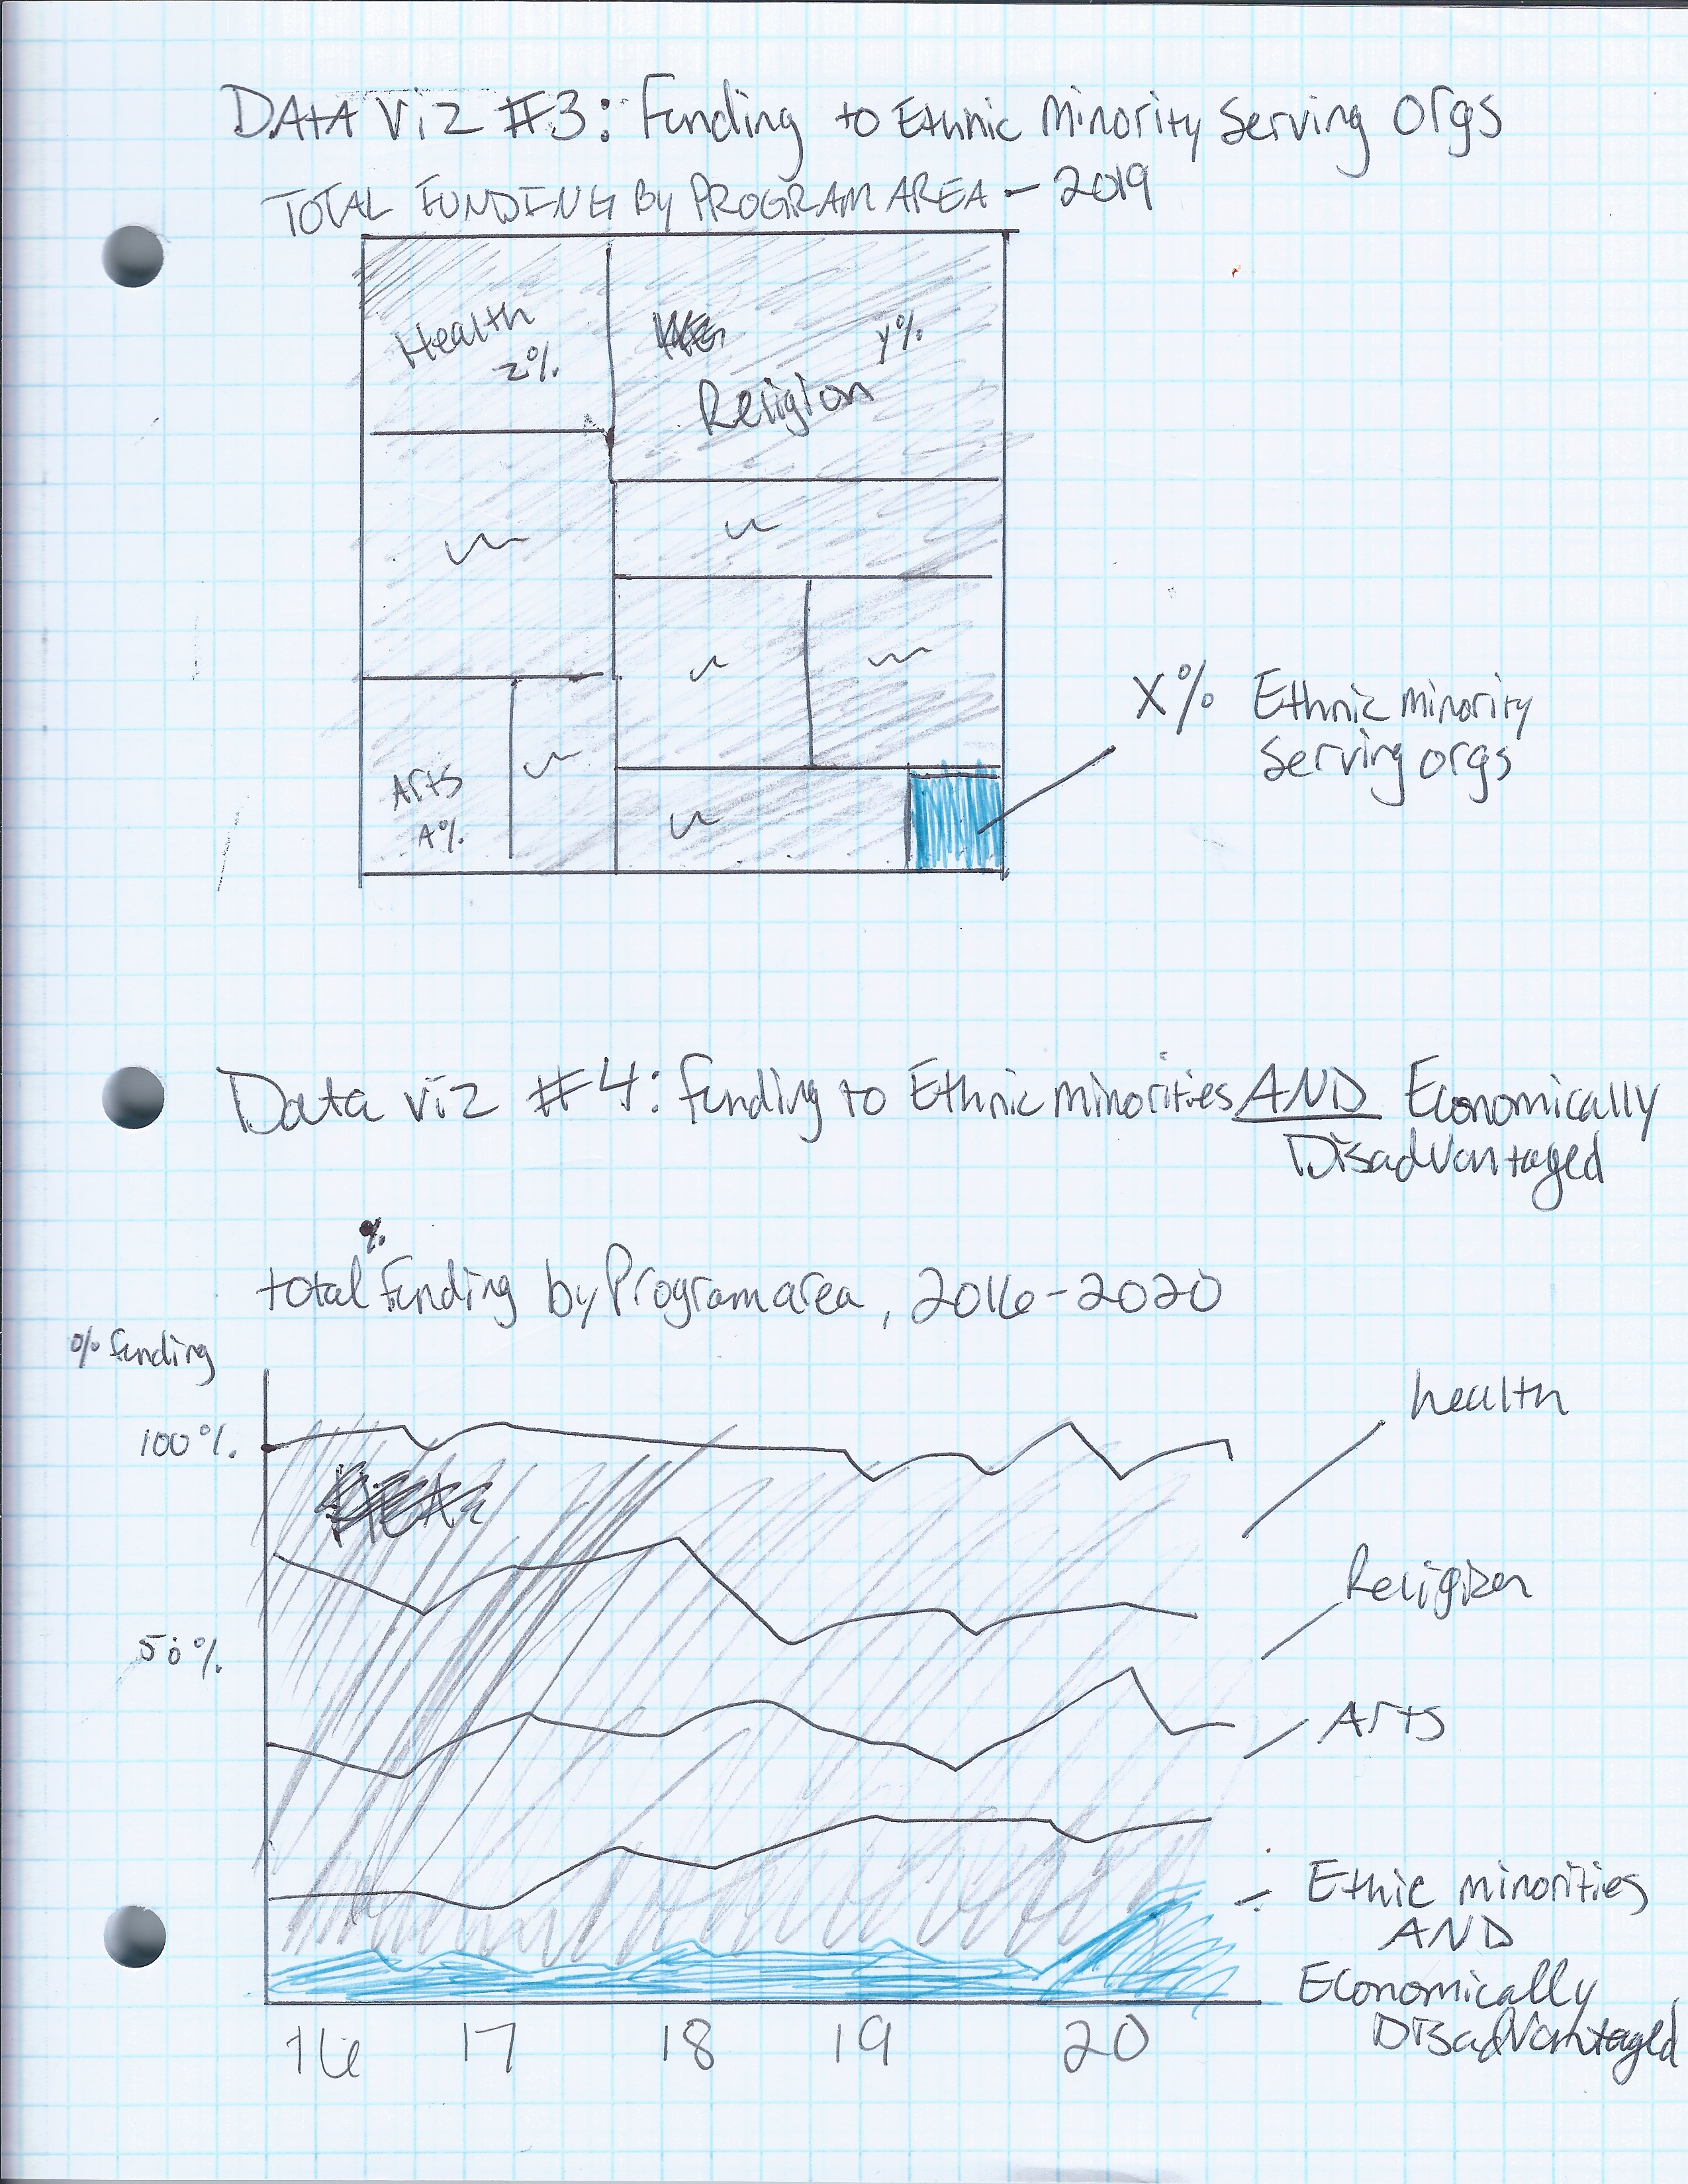 DATA Viz #3: Funding to Ethnic Minority Serving Orgs
TOTAL FUNDING BY PROGRAM AREA - 2019
Health
z%
y%
Religion
Arts
A%
X% Ethnic minority
Serving orgs
Data viz #4: funding to Ethnic minorities AND Economically
Disadvantaged
%
total funding by Program area, 2016-2020
% funding
100%
50%
health
Religion
Arts
Ethic minorities
AND
Economically
Disadvantaged
16 17 18 19 20